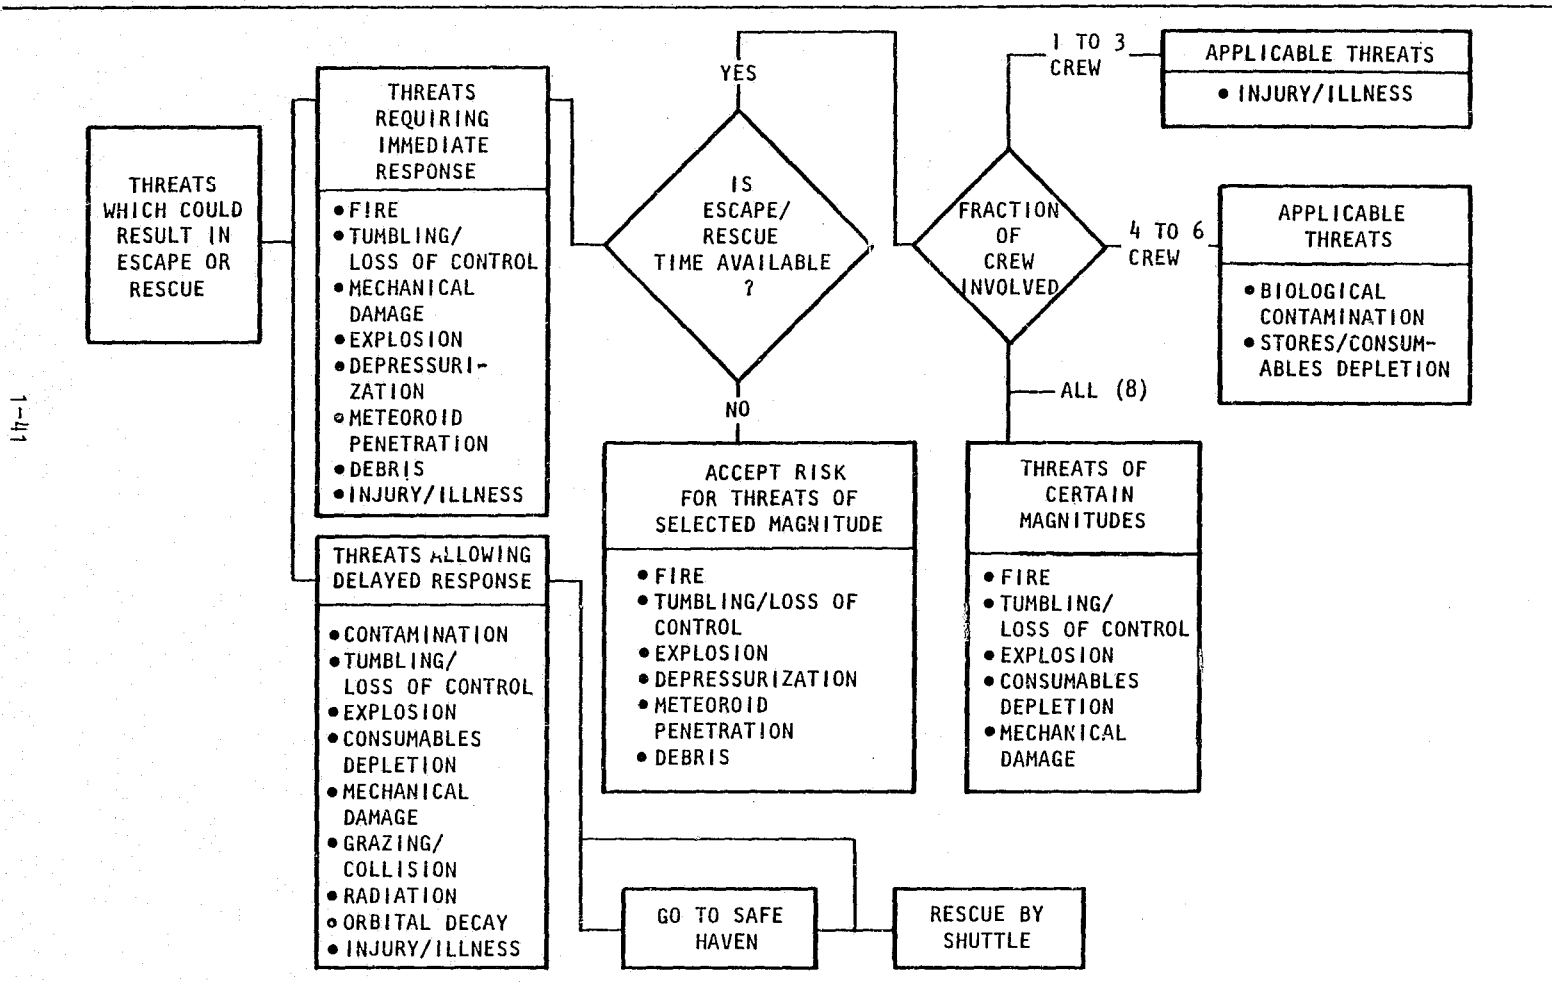 THREATS
WHICH COULD
RESULT IN
ESCAPE OR
RESCUE
THREATS
REQUIRING
IMMEDIATE
RESPONSE
● FIRE
● TUMBLING/
LOSS OF CONTROL
● MECHANICAL
DAMAGE
● EXPLOSION
● DEPRESSURI-
ZATION
● METEOROID
PENETRATION
● DEBRIS
● INJURY/ILLNESS
THREATS ALLOWING
DELAYED RESPONSE
● CONTAMINATION
● TUMBLING/
LOSS OF CONTROL
● EXPLOSION
● CONSUMABLES
DEPLETION
● MECHANICAL
DAMAGE
● GRAZING/
COLLISION
● RADIATION
● ORBITAL DECAY
● INJURY/ILLNESS
YES
IS
ESCAPE/
RESCUE
TIME AVAILABLE
?
NO
ACCEPT RISK
FOR THREATS OF
SELECTED MAGNITUDE
● FIRE
● TUMBLING/LOSS OF
CONTROL
● EXPLOSION
● DEPRESSURIZATION
● METEOROID
PENETRATION
● DEBRIS
GO TO SAFE
HAVEN
RESCUE BY
SHUTTLE
FRACTION
OF
CREW
INVOLVED
1 TO 3
CREW
APPLICABLE THREATS
● INJURY/ILLNESS
4 TO 6
CREW
APPLICABLE
THREATS
● BIOLOGICAL
CONTAMINATION
● STORES/CONSUM-
ABLES DEPLETION
ALL (8)
THREATS OF
CERTAIN
MAGNITUDES
● FIRE
● TUMBLING/
LOSS OF CONTROL
● EXPLOSION
● CONSUMABLES
DEPLETION
● MECHANICAL
DAMAGE
1-41